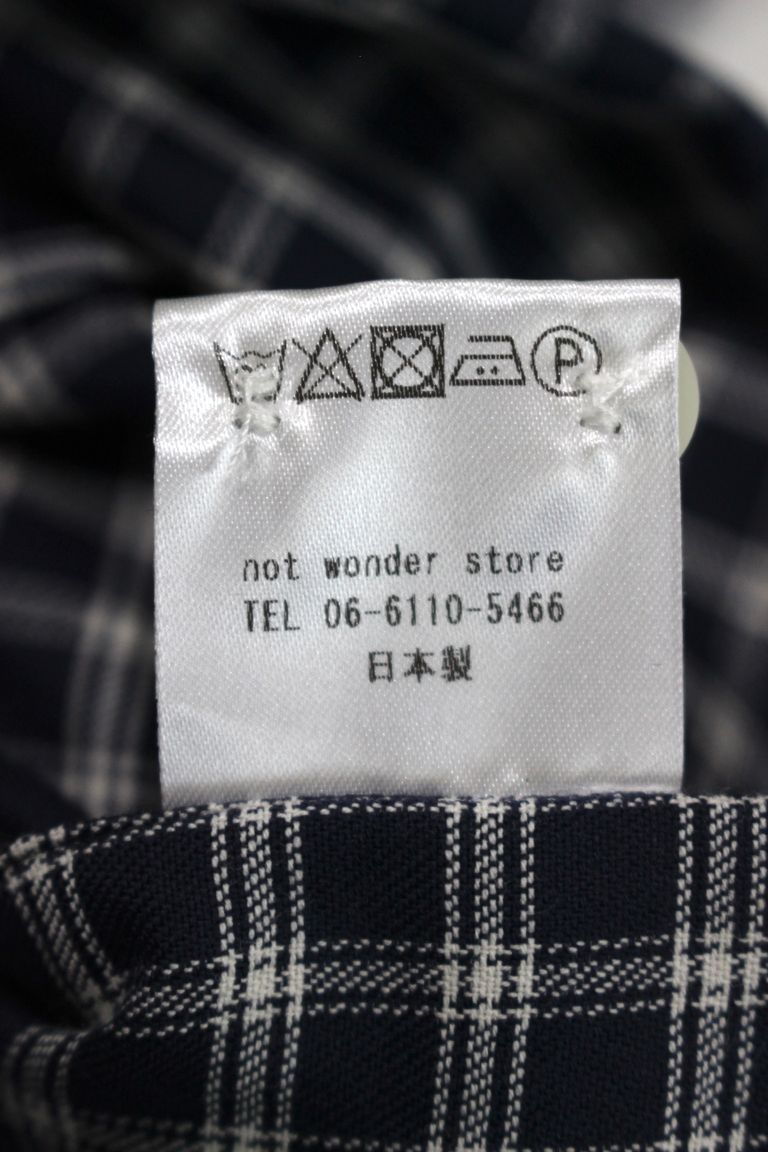 P
not wonder store
TEL 06-6110-5466
日本製